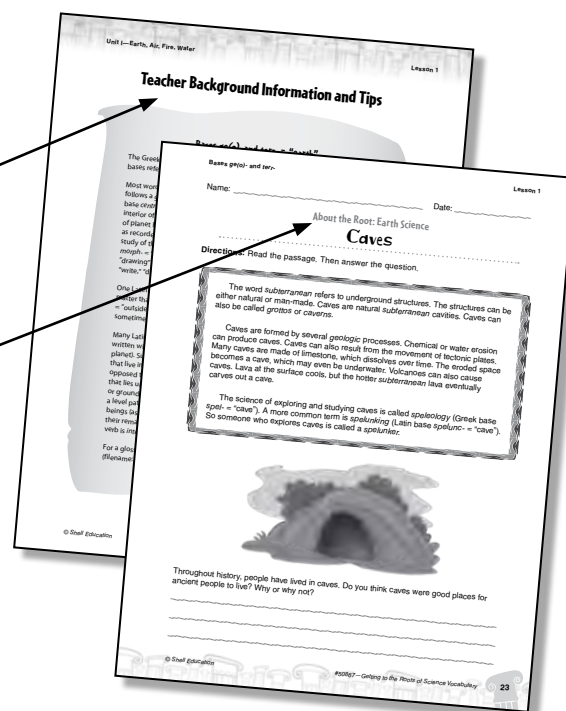 Unit I—Earth, Air, Fire, Water
Lesson 1
Teacher Background Information and Tips
The Greek
bases refe
Most word
follows a
base centr
interior of
of planet
as recorde
study of th
morph- =
"drawing"
"write," "d
One Lati
matter tha
= "outside
sometime
Many Lati
written w
planet). Su
that live i
opposed
that lies u
or ground
a level pat
beings (as
their rema
verb is int
For a glos
(filename:
© Shell Education
Bases ge(o)- and terr-
Lesson 1
Name:
Date:
About the Root: Earth Science
Caves
Directions: Read the passage. Then answer the question.
The word subterranean refers to underground structures. The structures can be
either natural or man-made. Caves are natural subterranean cavities. Caves can
also be called grottos or caverns.
Caves are formed by several geologic processes. Chemical or water erosion
can produce caves. Caves can also result from the movement of tectonic plates.
Many caves are made of limestone, which dissolves over time. The eroded space
becomes a cave, which may even be underwater. Volcanoes can also cause
caves. Lava at the surface cools, but the hotter subterranean lava eventually
carves out a cave.
The science of exploring and studying caves is called speleology (Greek base
spel- = "cave"). A more common term is spelunking (Latin base spelunc- = "cave").
So someone who explores caves is called a spelunker.
Throughout history, people have lived in caves. Do you think caves were good places for
ancient people to live? Why or why not?
© Shell Education
#50867—Getting to the Roots of Science Vocabulary
23